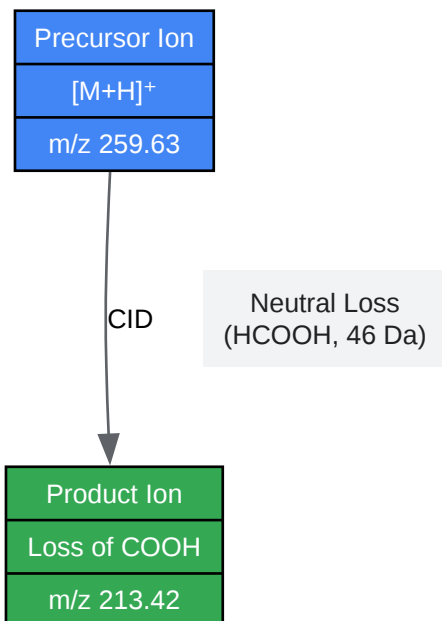 Precursor Ion
[M+H]⁺
m/z 259.63
CID
Neutral Loss
(HCOOH, 46 Da)
Product Ion
Loss of COOH
m/z 213.42